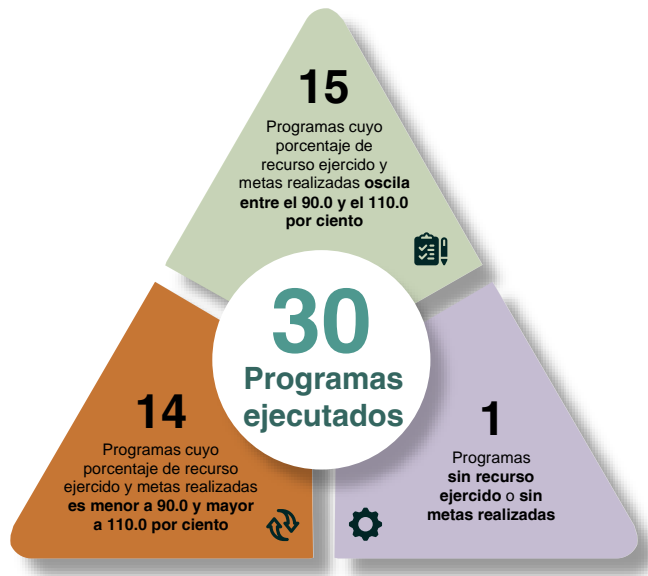 15
Programas cuyo
porcentaje de
recurso ejercido y
metas realizadas oscila
entre el 90.0 y el 110.0
por ciento
30
Programas
ejecutados
14
Programas cuyo
porcentaje de recurso
ejercido y metas realizadas
es menor a 90.0 y mayor
a 110.0 por ciento
1
Programas
sin recurso
ejercido o sin
metas realizadas